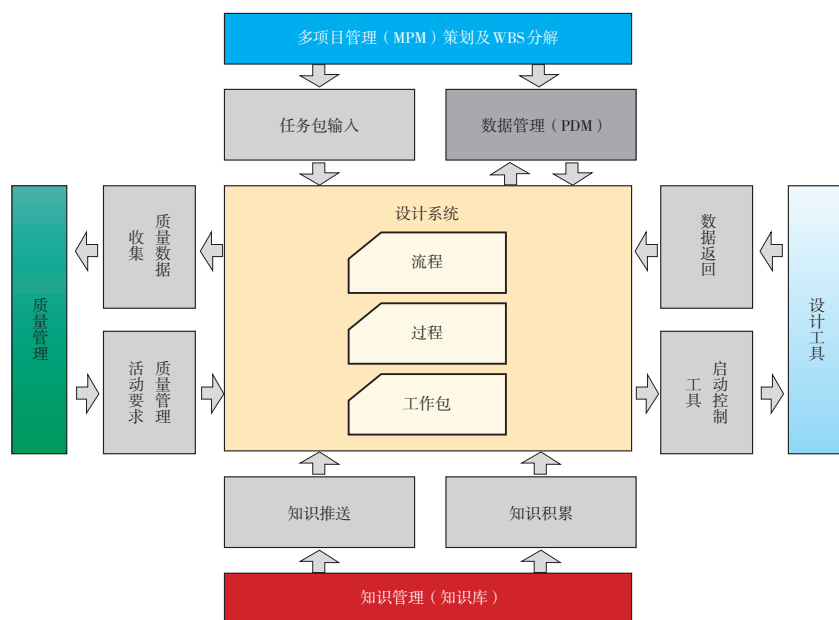 多项目管理（MPM）策划及WBS分解
任务包输入
数据管理（PDM）
设计系统
流程
过程
工作包
质量管理
质量数据
收集
质量管理
活动要求
数据返回
启动控制
工具
设计工具
知识推送
知识积累
知识管理（知识库）